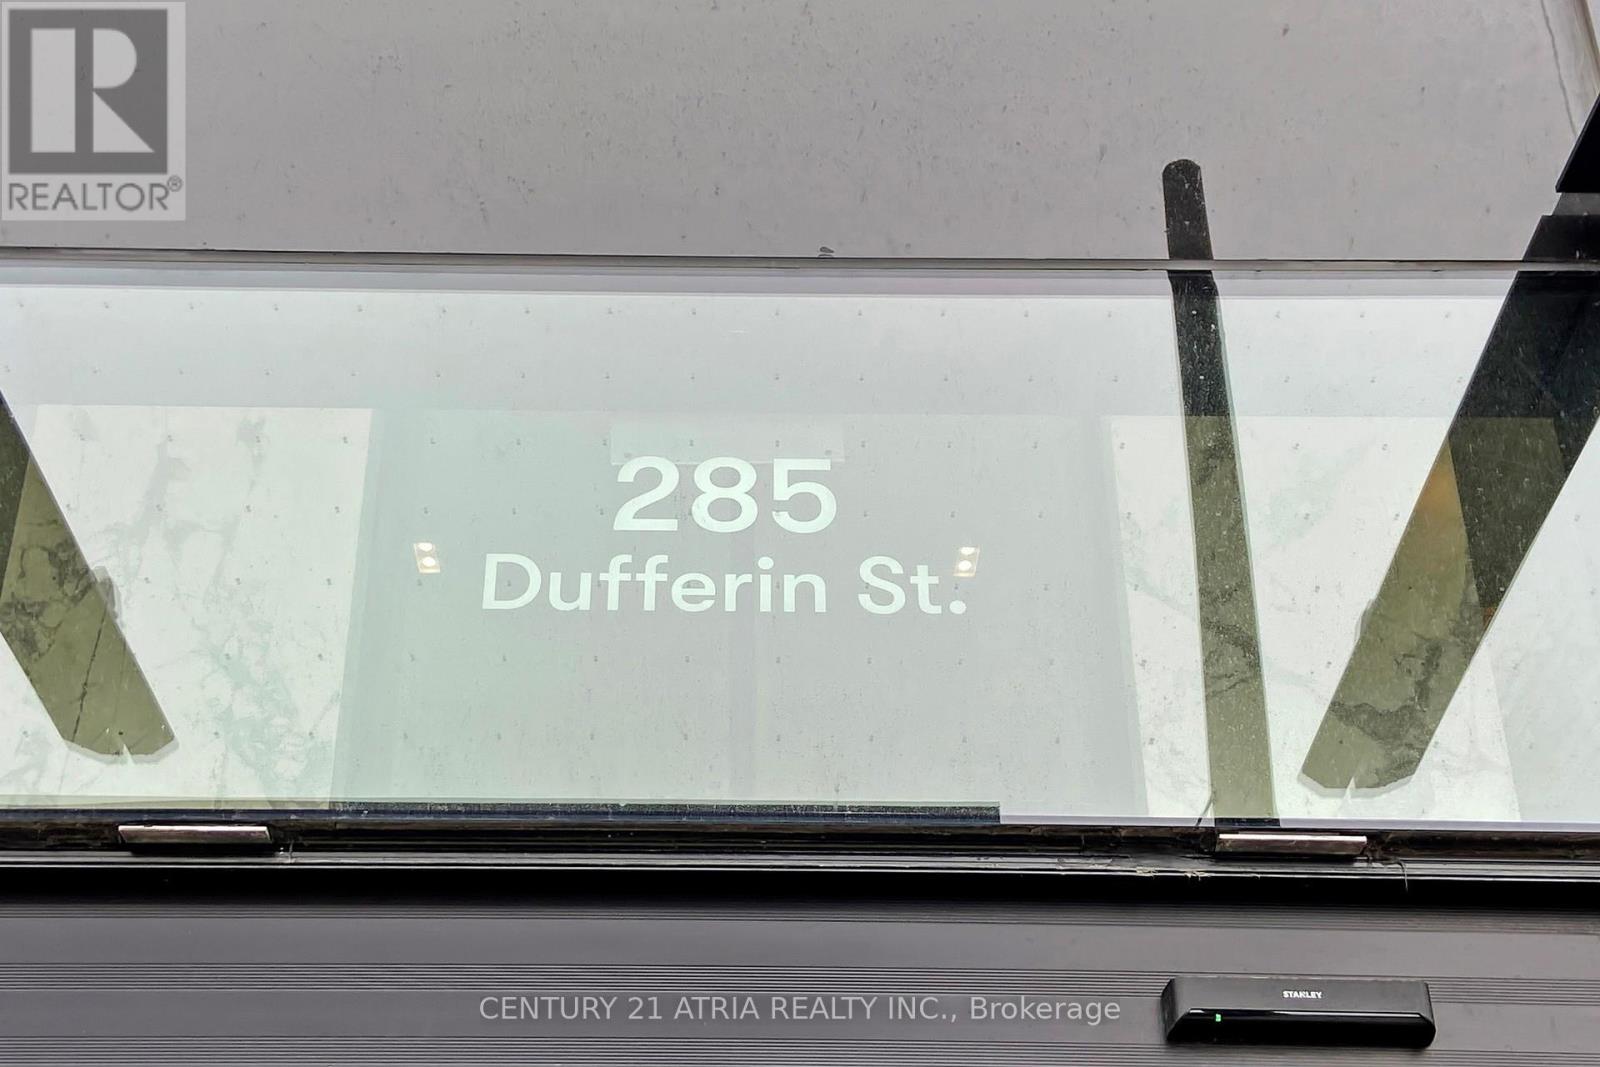 REALTOR®
285
Dufferin St.
STANLEY
CENTURY 21 ATRIA REALTY INC., Brokerage